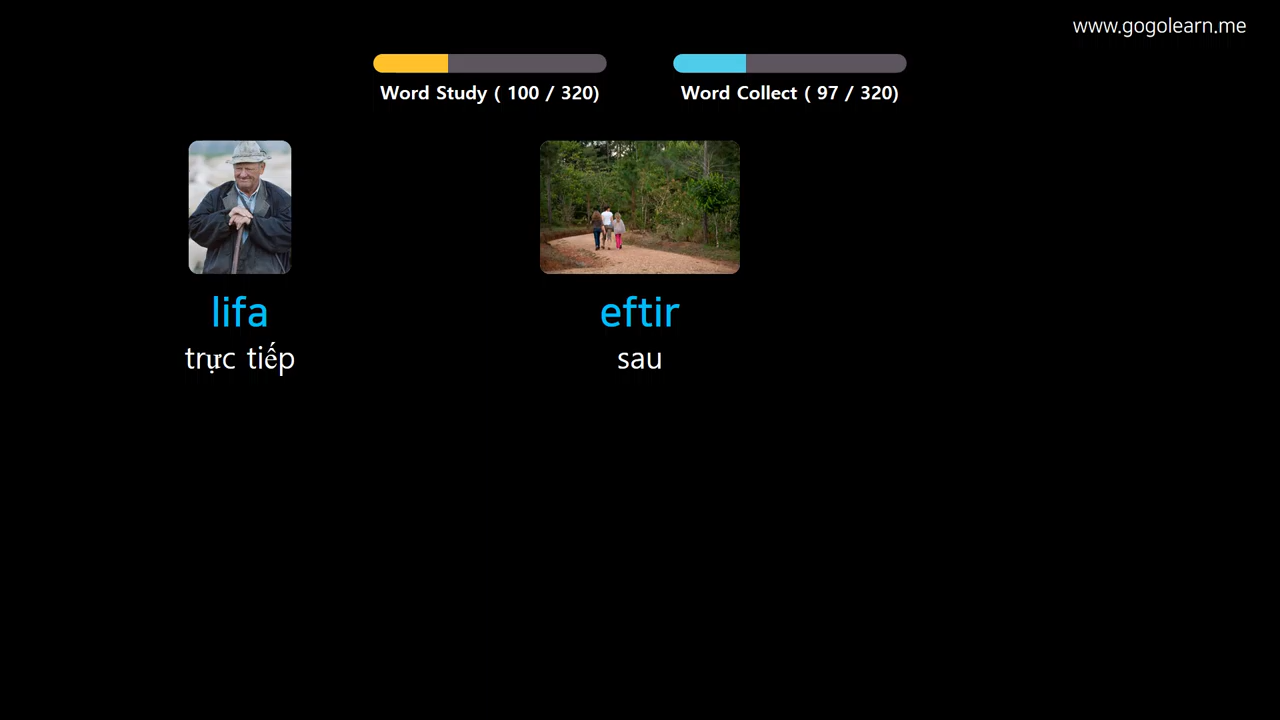 www.gogolearn.me
Word Study ( 100 / 320)
Word Collect ( 97 / 320)
lifa
trực tiếp
eftir
sau